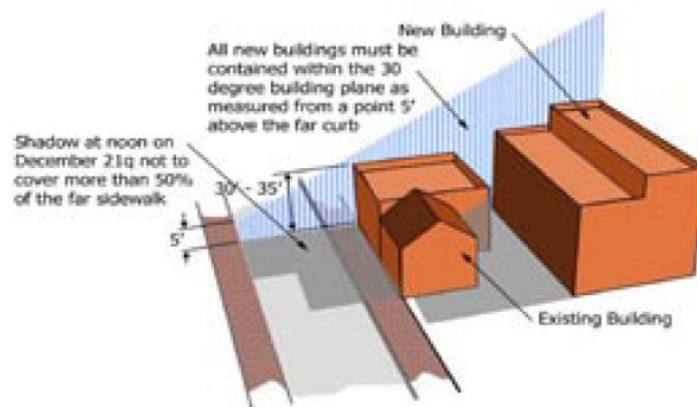 New Building
All new buildings must be
contained within the 30
degree building plane as
measured from a point 5'
above the far curb
Shadow at noon on
December 21q not to
cover more than 50%
of the far sidewalk
30' - 35'
5'
Existing Building